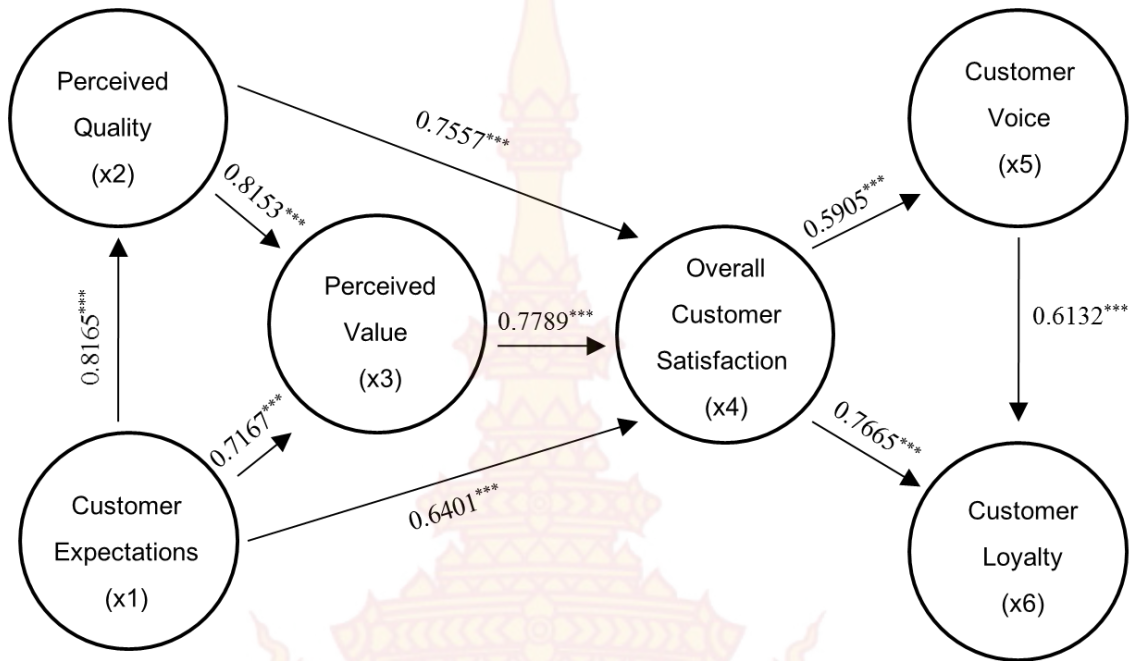 Perceived
Quality
(x2)
0.7557***
Customer
Voice
(x5)
0.8153***
0.5905***
Perceived
Value
(x3)
0.7789***
Overall
Customer
Satisfaction
(x4)
0.8165***
0.6132***
0.7167***
0.7665***
0.6401***
Customer
Expectations
(x1)
Customer
Loyalty
(x6)